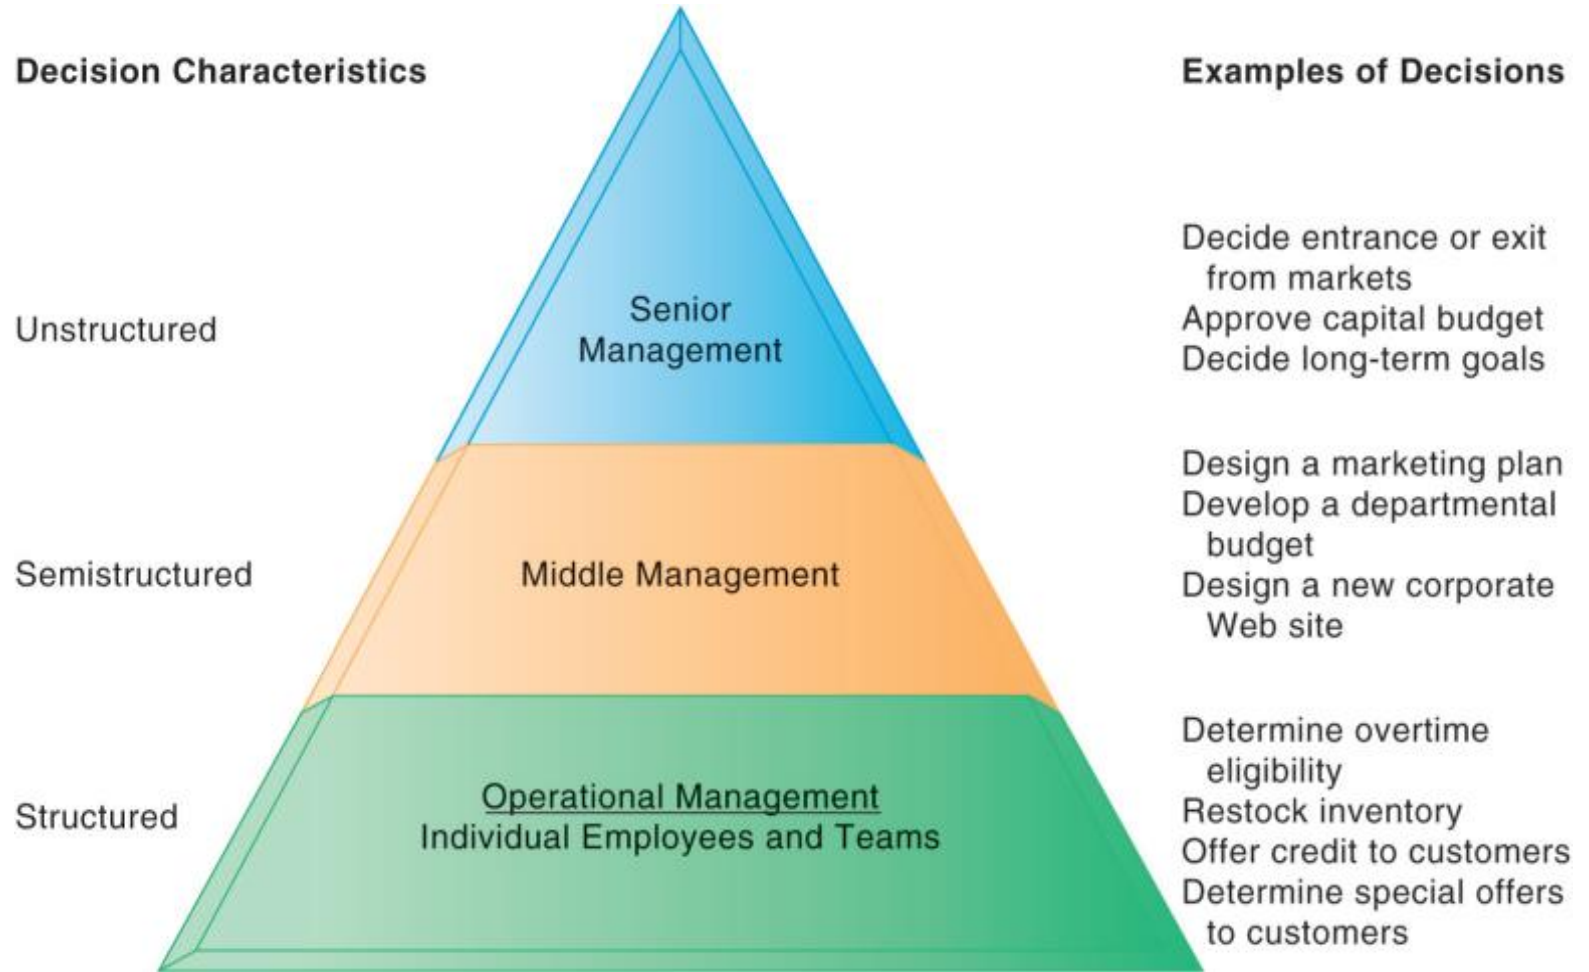 Decision Characteristics
Examples of Decisions
Unstructured
Senior
Management
Decide entrance or exit
from markets
Approve capital budget
Decide long-term goals
Semistructured
Middle Management
Design a marketing plan
Develop a departmental
budget
Design a new corporate
Web site
Structured
Operational Management
Individual Employees and Teams
Determine overtime
eligibility
Restock inventory
Offer credit to customers
Determine special offers
to customers